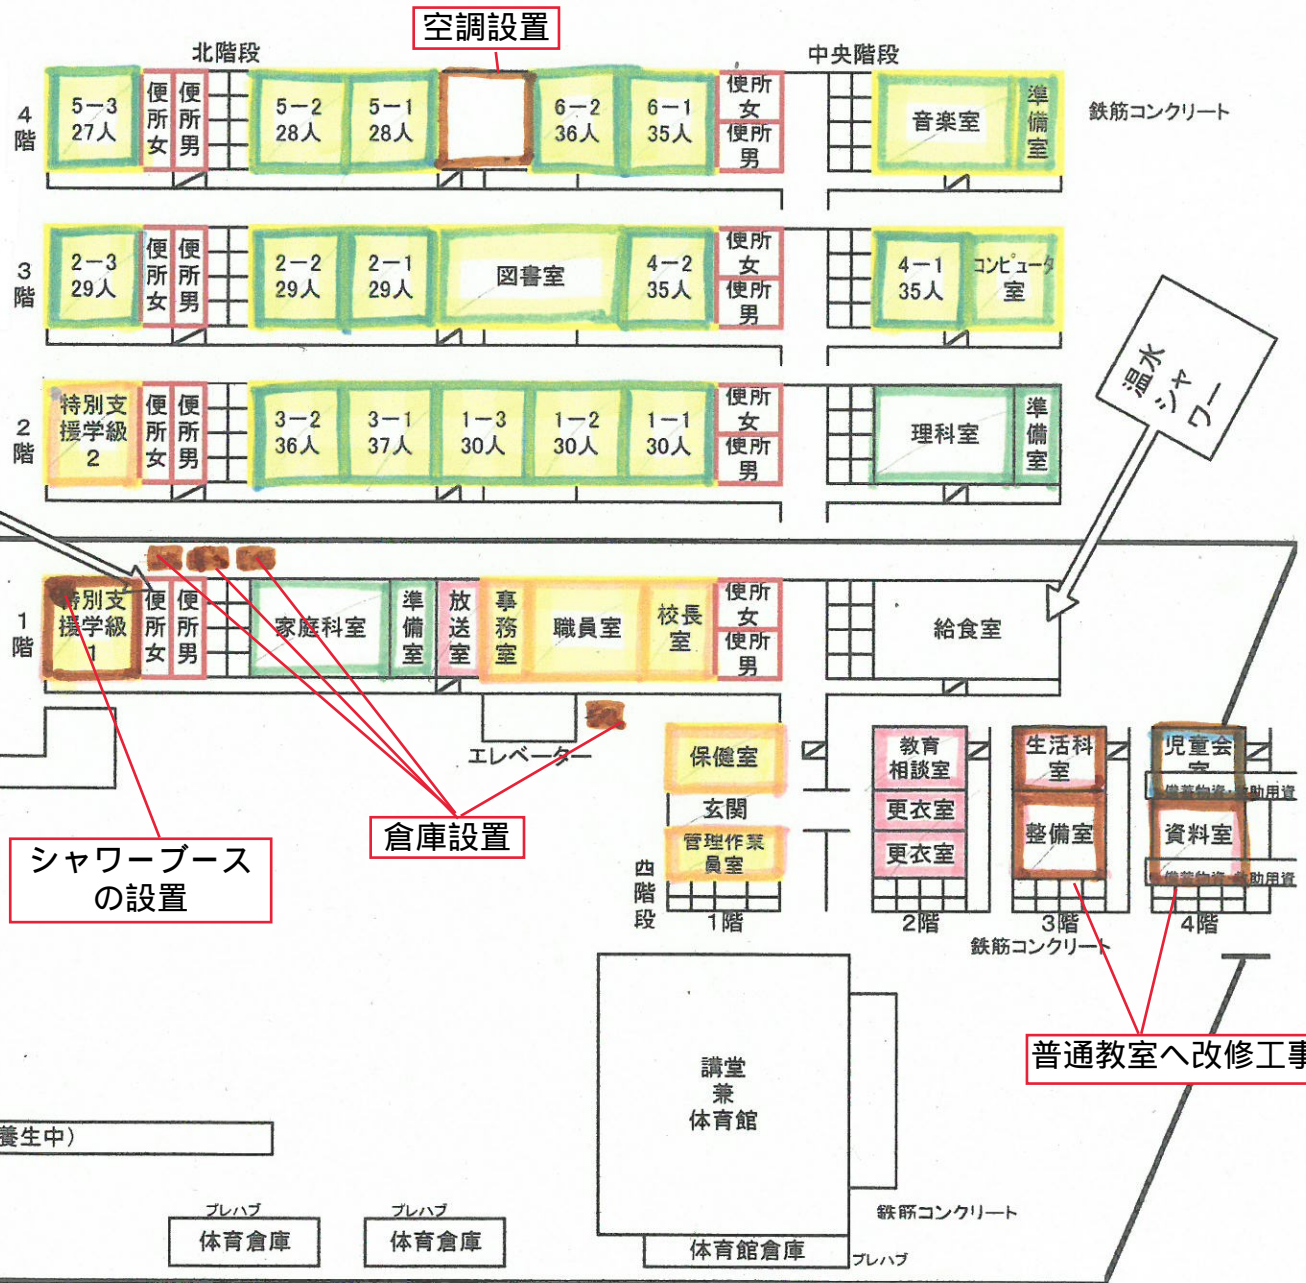 空調設置
北階段
中央階段
4階
5－3
27人
便所女
便所男
5－2
28人
5－1
28人
6－2
36人
6－1
35人
便所
女
便所
男
音楽室
準備室
鉄筋コンクリート
3階
2－3
29人
便所女
便所男
2－2
29人
2－1
29人
図書室
4－2
35人
便所
女
便所
男
4－1
35人
コンピュータ
室
温水
シャ
ワー
2階
特別支
援学級
2
便所女
便所男
3－2
36人
3－1
37人
1－3
30人
1－2
30人
1－1
30人
便所
女
便所
男
理科室
準備室
1階
特別支
援学級
1
便所女
便所男
家庭科室
準備室
放送室
事務室
職員室
校長
室
便所
女
便所
男
給食室
エレベーター
保健室
玄関
管理作業
員室
西階段
1階
教育
相談室
更衣室
更衣室
2階
生活科
室
整備室
3階
児童会
室
備蓄物資・救助用資
資料室
備蓄物資・救助用資
4階
鉄筋コンクリート
シャワーブース
の設置
倉庫設置
普通教室へ改修工事
講堂
兼
体育館
鉄筋コンクリート
体育館倉庫
プレハブ
養生中）
プレハブ
体育倉庫
プレハブ
体育倉庫